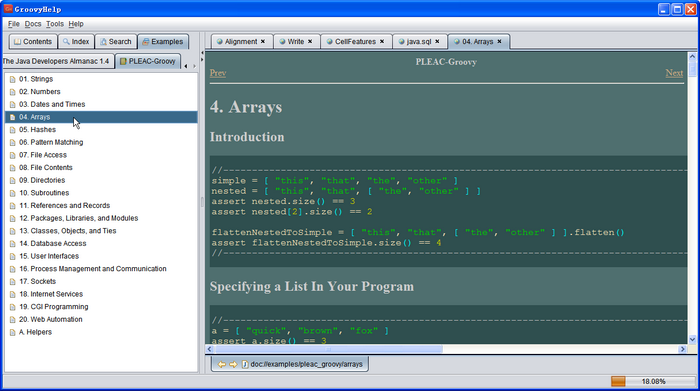 GroovyHelp
File Docs Tools Help
Contents Index Search Examples
The Java Developers Almanac 1.4 PLEAC-Groovy
01. Strings
02. Numbers
03. Dates and Times
04. Arrays
05. Hashes
06. Pattern Matching
07. File Access
08. File Contents
09. Directories
10. Subroutines
11. References and Records
12. Packages, Libraries, and Modules
13. Classes, Objects, and Ties
14. Database Access
15. User Interfaces
16. Process Management and Communication
17. Sockets
18. Internet Services
19. CGI Programming
20. Web Automation
A. Helpers
Alignment Write CellFeatures java.sql 04. Arrays
PLEAC-Groovy
Prev Next
4. Arrays
Introduction
//----------------------------------------------------------------------------------
simple = [ "this", "that", "the", "other" ]
nested = [ "this", "that", [ "the", "other" ] ]
assert nested.size() == 3
assert nested[2].size() == 2
flattenNestedToSimple = [ "this", "that", [ "the", "other" ] ].flatten()
assert flattenNestedToSimple.size() == 4
//----------------------------------------------------------------------------------
Specifying a List In Your Program
//----------------------------------------------------------------------------------
a = [ "quick", "brown", "fox" ]
assert a.size() == 3
doc://examples/pleac_groovy/arrays
18.08%